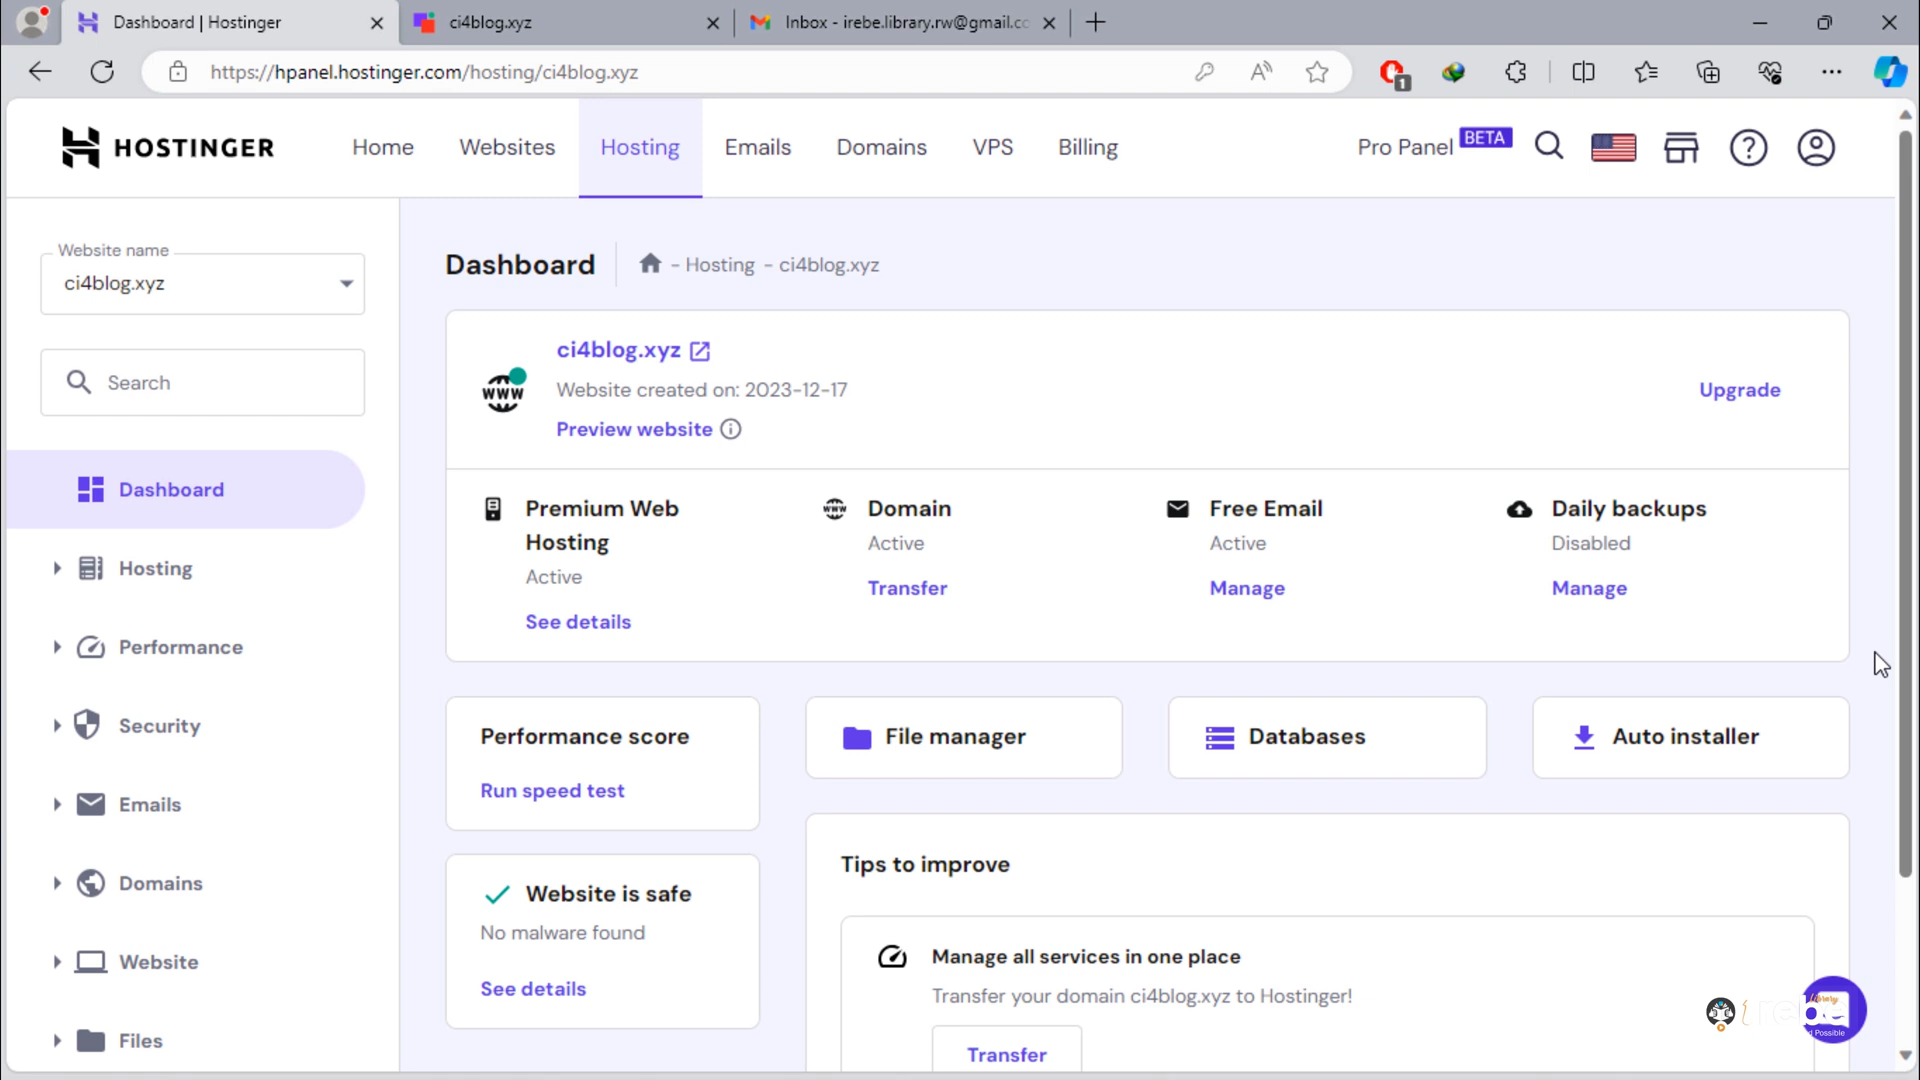 Dashboard | Hostinger
ci4blog.xyz
Inbox - irebe.library.rw@gmail.co
https://hpanel.hostinger.com/hosting/ci4blog.xyz
1
HOSTINGER
Home
Websites
Hosting
Emails
Domains
VPS
Billing
Pro Panel BETA
Website name
ci4blog.xyz
Search
Dashboard
Hosting
Performance
Security
Emails
Domains
Website
Files
Dashboard
- Hosting - ci4blog.xyz
www
ci4blog.xyz
Website created on: 2023-12-17
Preview website
Upgrade
Premium Web
Hosting
Active
See details
www
Domain
Active
Transfer
Free Email
Active
Manage
Daily backups
Disabled
Manage
Performance score
Run speed test
File manager
Databases
Auto installer
Website is safe
No malware found
See details
Tips to improve
Manage all services in one place
Transfer your domain ci4blog.xyz to Hostinger!
Transfer